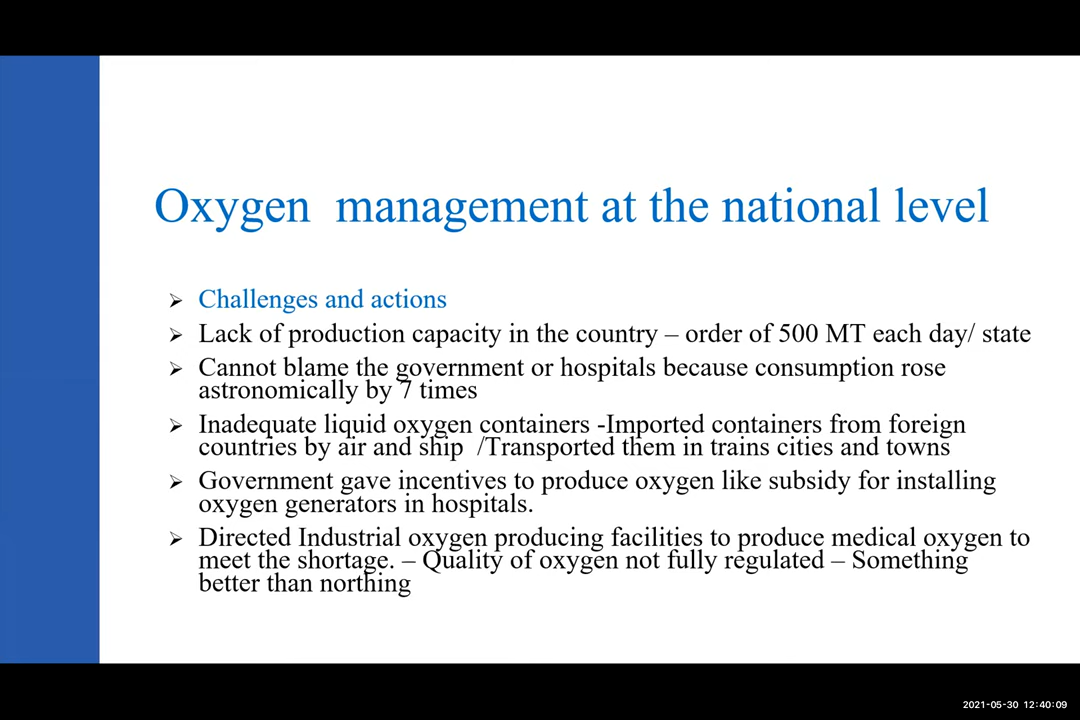 Oxygen  management at the national level
➢ Challenges and actions
➢ Lack of production capacity in the country – order of 500 MT each day/ state
➢ Cannot blame the government or hospitals because consumption rose
astronomically by 7 times
➢ Inadequate liquid oxygen containers -Imported containers from foreign
countries by air and ship  /Transported them in trains cities and towns
➢ Government gave incentives to produce oxygen like subsidy for installing
oxygen generators in hospitals.
➢ Directed Industrial oxygen producing facilities to produce medical oxygen to
meet the shortage. – Quality of oxygen not fully regulated – Something
better than northing
2021-05-30  12:40:09